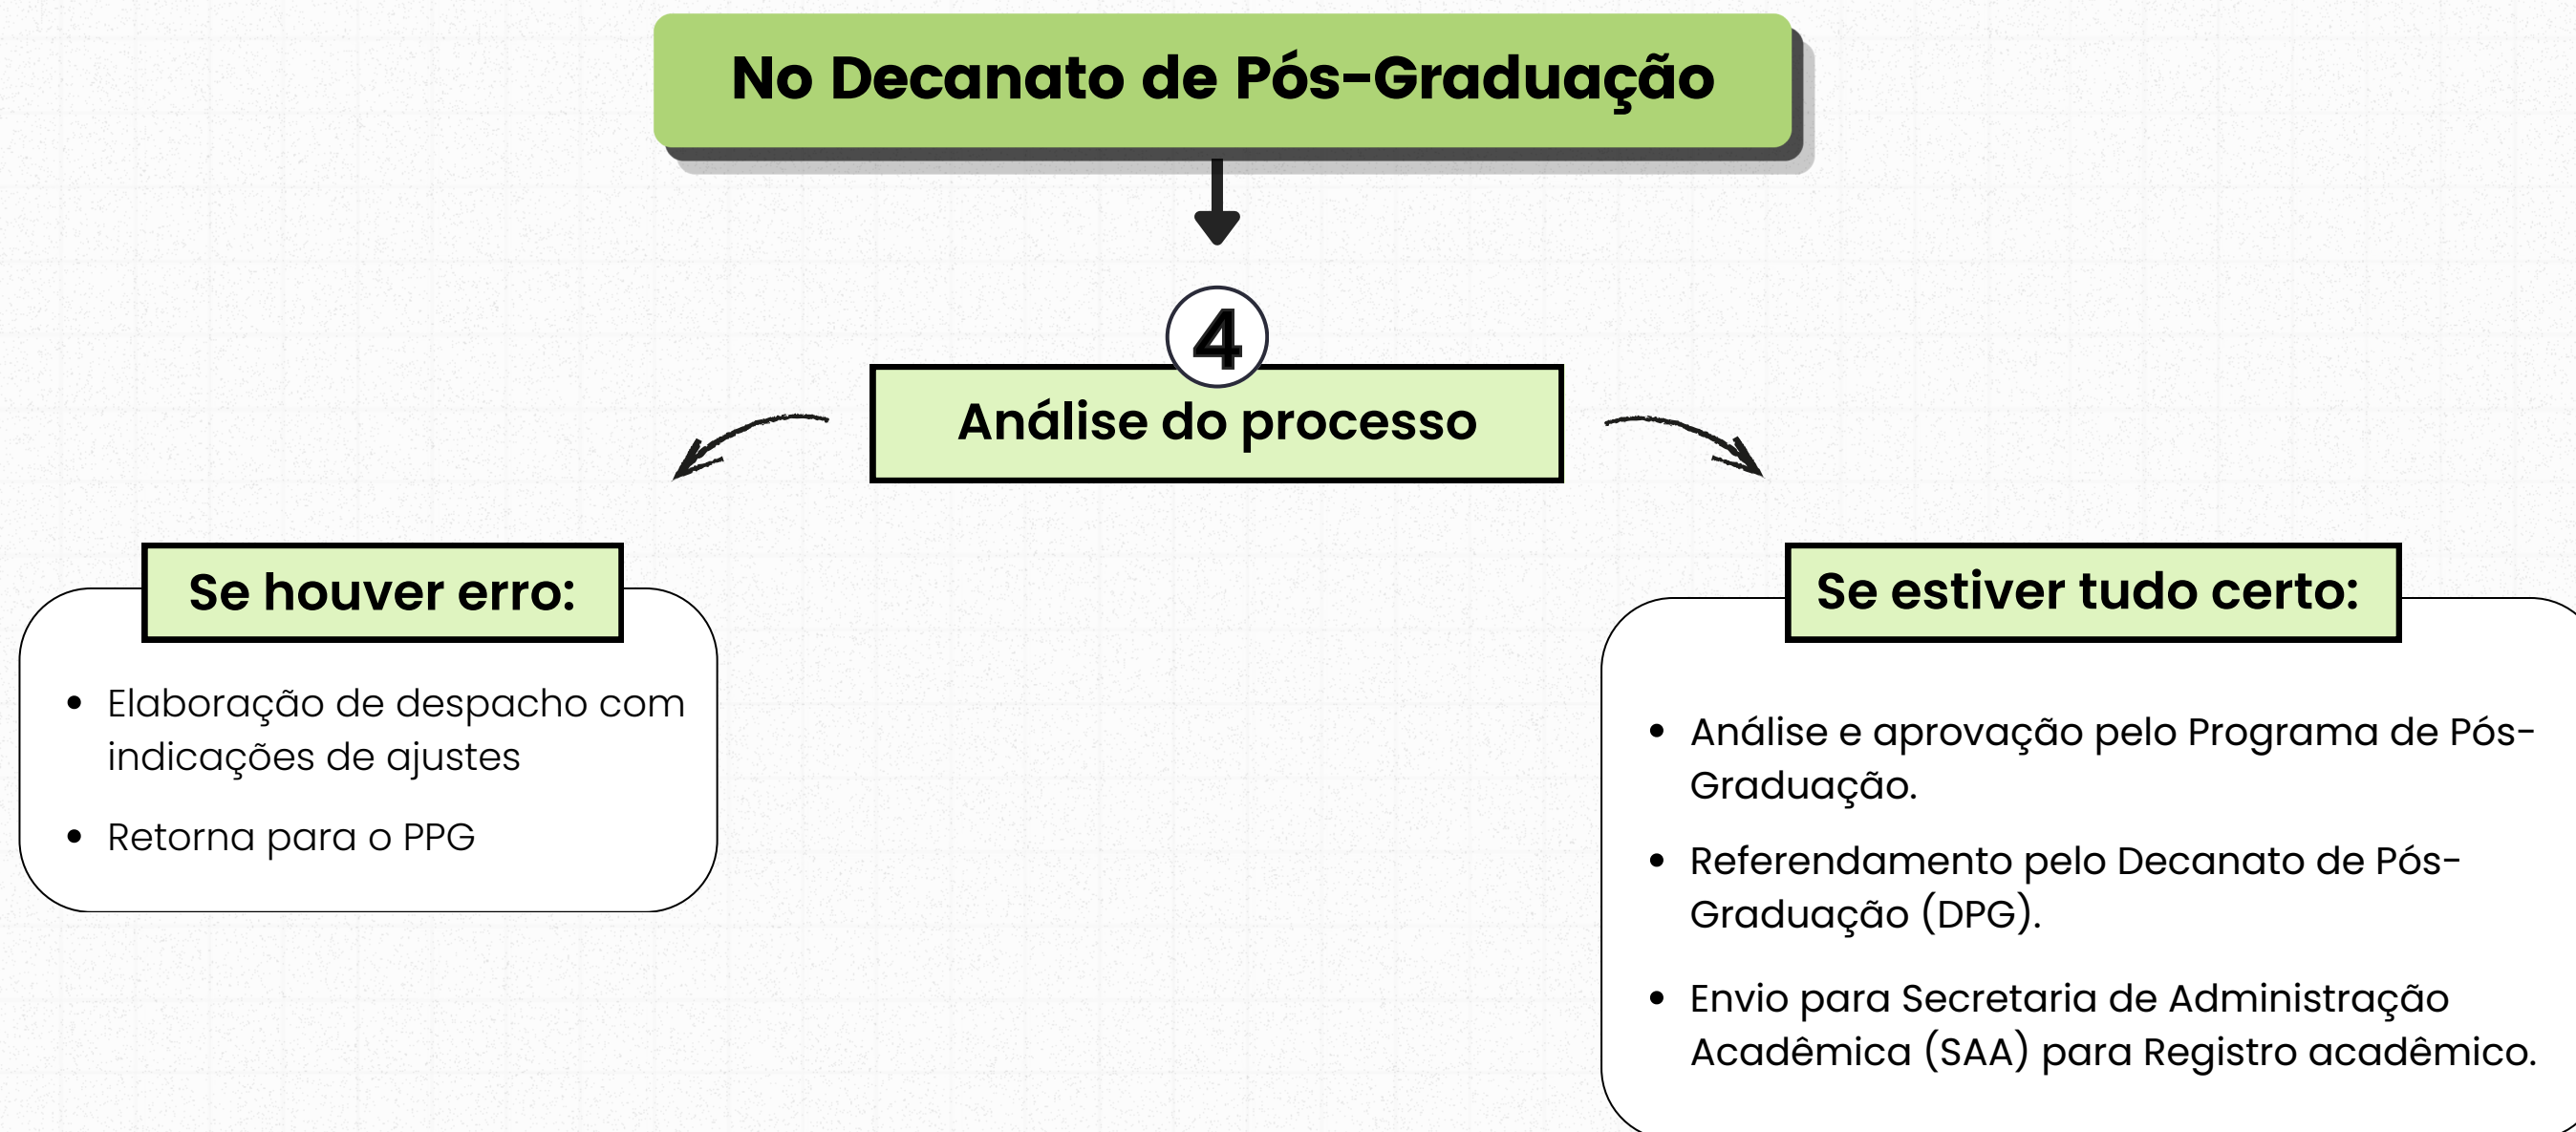 No Decanato de Pós-Graduação
4
Análise do processo
Se houver erro:
Elaboração de despacho com
indicações de ajustes
Retorna para o PPG
Se estiver tudo certo:
Análise e aprovação pelo Programa de Pós-
Graduação.
Referendamento pelo Decanato de Pós-
Graduação (DPG).
Envio para Secretaria de Administração
Acadêmica (SAA) para Registro acadêmico.